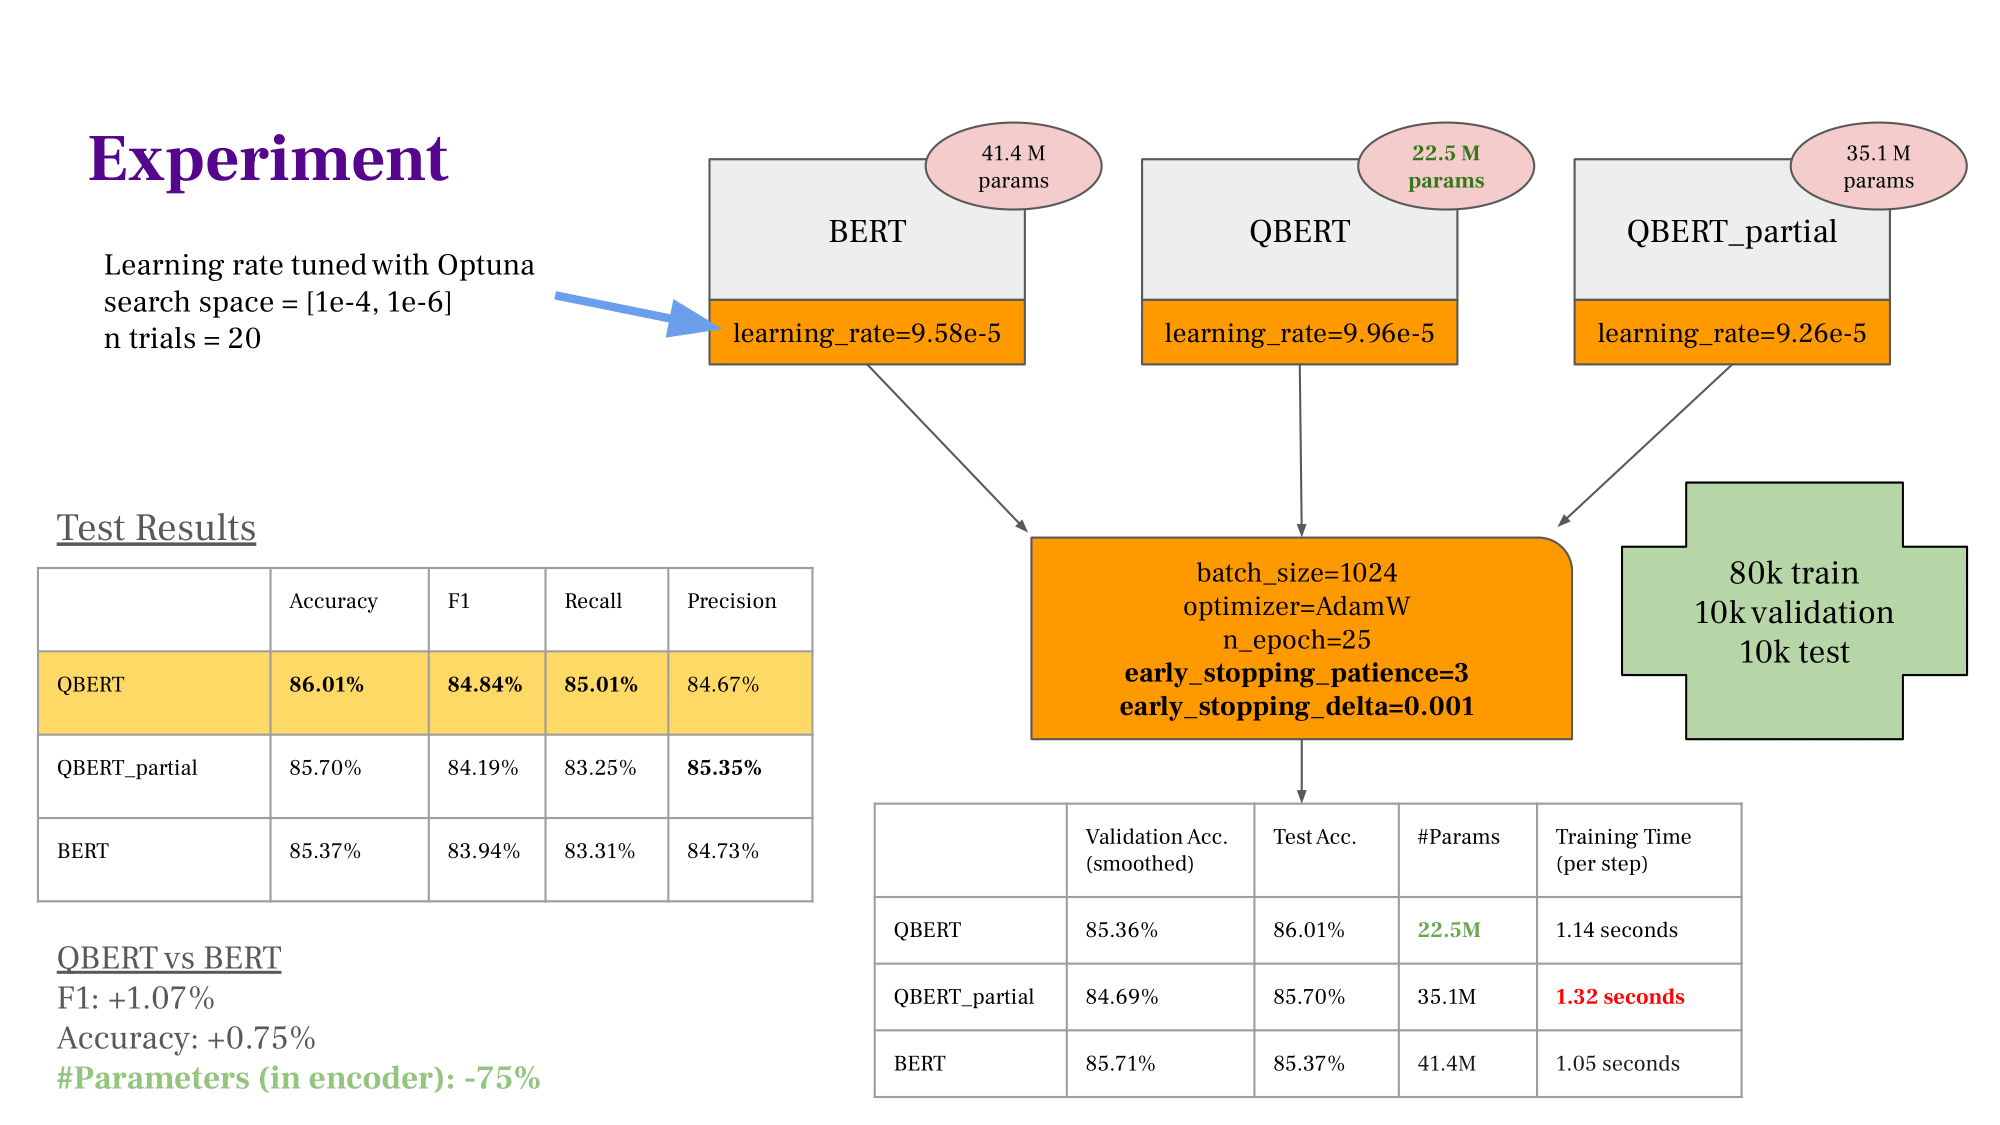 Experiment
Learning rate tuned with Optuna
search space = [1e-4, 1e-6]
n trials = 20
41.4 M
params
BERT
learning_rate=9.58e-5
22.5 M
params
QBERT
learning_rate=9.96e-5
35.1 M
params
QBERT_partial
learning_rate=9.26e-5
batch_size=1024
optimizer=AdamW
n_epoch=25
early_stopping_patience=3
early_stopping_delta=0.001
80k train
10k validation
10k test
Test Results
Accuracy F1 Recall Precision
QBERT 86.01% 84.84% 85.01% 84.67%
QBERT_partial 85.70% 84.19% 83.25% 85.35%
BERT 85.37% 83.94% 83.31% 84.73%
QBERT vs BERT
F1: +1.07%
Accuracy: +0.75%
#Parameters (in encoder): -75%
Validation Acc. Test Acc. #Params Training Time
(smoothed) (per step)
QBERT 85.36% 86.01% 22.5M 1.14 seconds
QBERT_partial 84.69% 85.70% 35.1M 1.32 seconds
BERT 85.71% 85.37% 41.4M 1.05 seconds